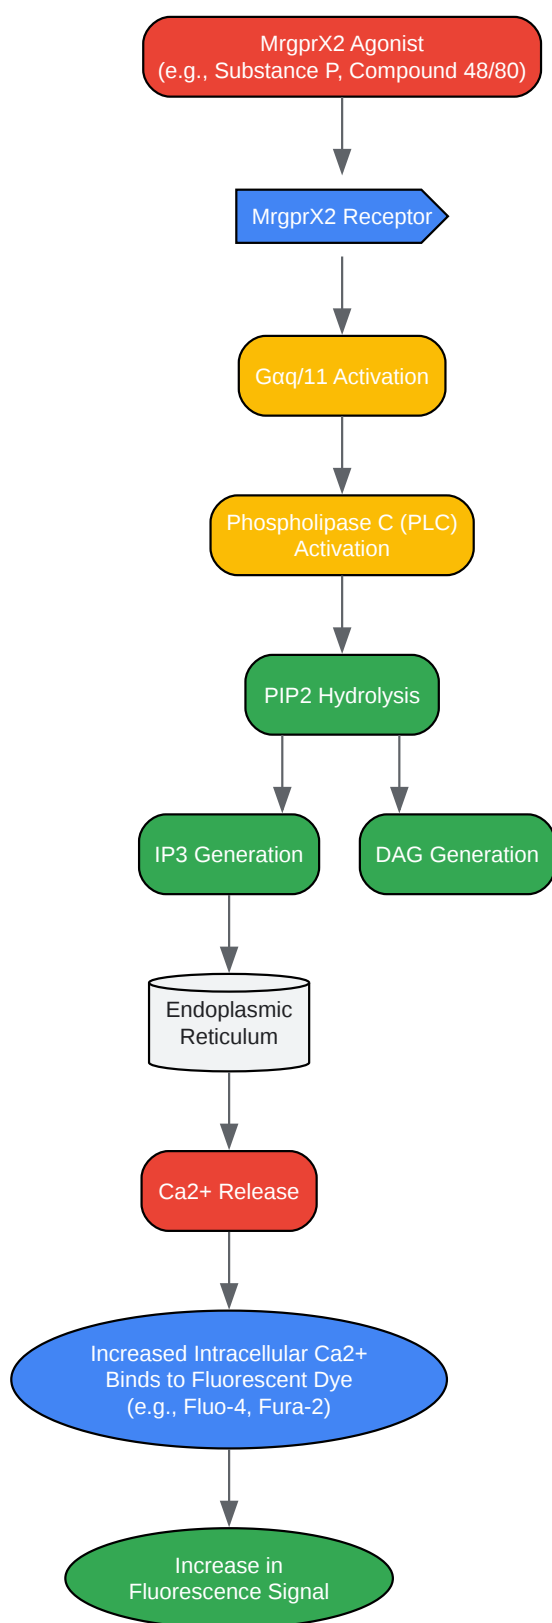 MrgprX2 Agonist
(e.g., Substance P, Compound 48/80)
MrgprX2 Receptor
Gαq/11 Activation
Phospholipase C (PLC)
Activation
PIP2 Hydrolysis
IP3 Generation
DAG Generation
Endoplasmic
Reticulum
Ca2+ Release
Increased Intracellular Ca2+
Binds to Fluorescent Dye
(e.g., Fluo-4, Fura-2)
Increase in
Fluorescence Signal